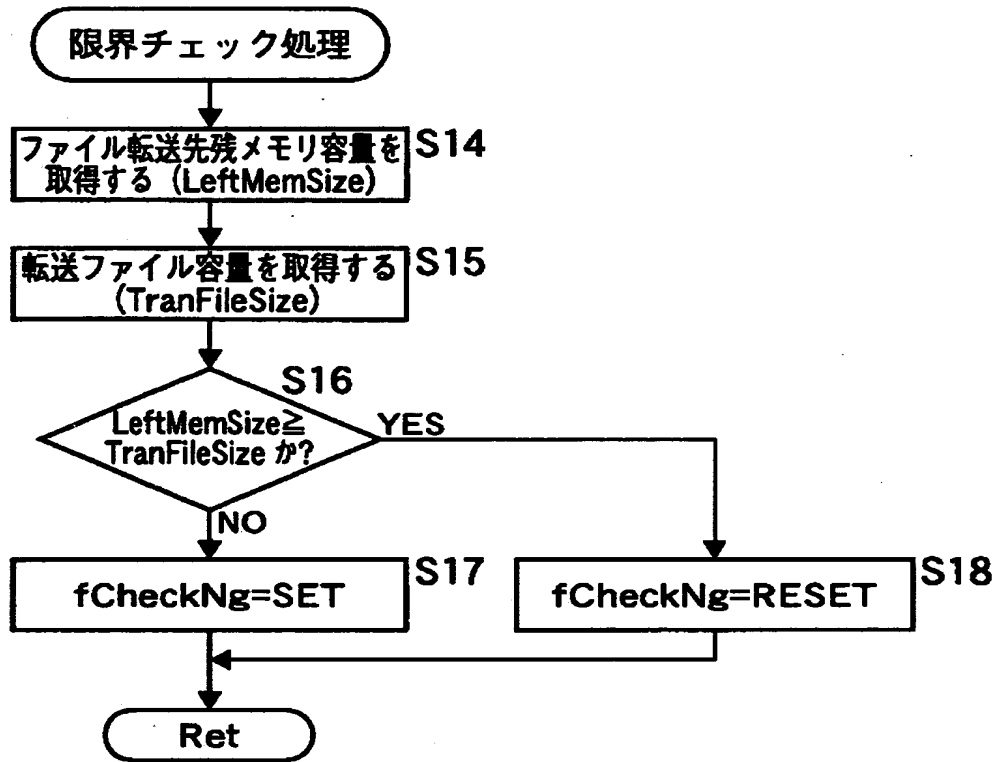 限界チェック処理
ファイル転送先残メモリ容量を
取得する（LeftMemSize）
S14
転送ファイル容量を取得する
（TranFileSize）
S15
S16
LeftMemSize≧
TranFileSize か?
YES
NO
fCheckNg=SET
S17
fCheckNg=RESET
S18
Ret